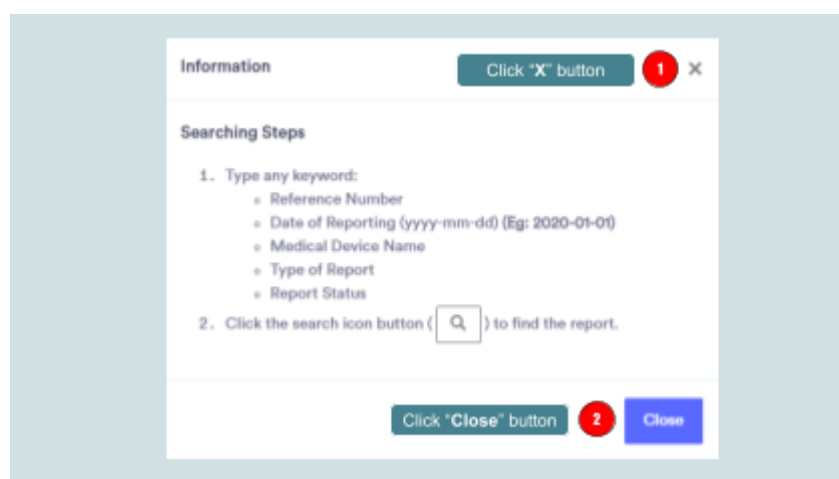 Information Click "X" button 1 ×
Searching Steps
1. Type any keyword:
◦ Reference Number
◦ Date of Reporting (yyyy-mm-dd) (Eg: 2020-01-01)
◦ Medical Device Name
◦ Type of Report
◦ Report Status
2. Click the search icon button ( ) to find the report.
Click "Close" button 2 Close